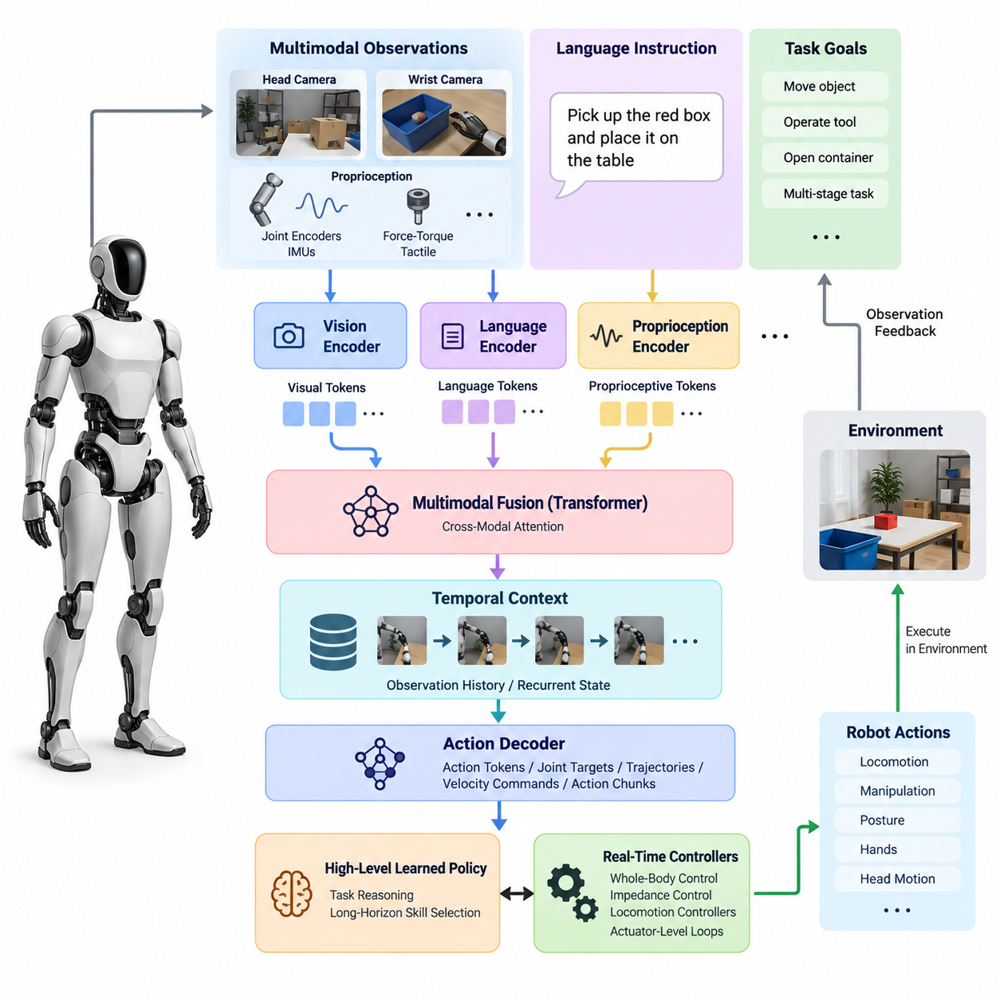 Multimodal Observations
Head Camera
Wrist Camera
Proprioception
Joint Encoders
IMUs
Force-Torque
Tactile
Language Instruction
Pick up the red box
and place it on
the table
Task Goals
Move object
Operate tool
Open container
Multi-stage task
Vision
Encoder
Language
Encoder
Proprioception
Encoder
Observation
Feedback
Visual Tokens
Language Tokens
Proprioceptive Tokens
Environment
Multimodal Fusion (Transformer)
Cross-Modal Attention
Temporal Context
Observation History / Recurrent State
Execute
in Environment
Action Decoder
Action Tokens / Joint Targets / Trajectories /
Velocity Commands / Action Chunks
High-Level Learned Policy
Task Reasoning
Long-Horizon Skill Selection
Real-Time Controllers
Whole-Body Control
Impedance Control
Locomotion Controllers
Actuator-Level Loops
Robot Actions
Locomotion
Manipulation
Posture
Hands
Head Motion